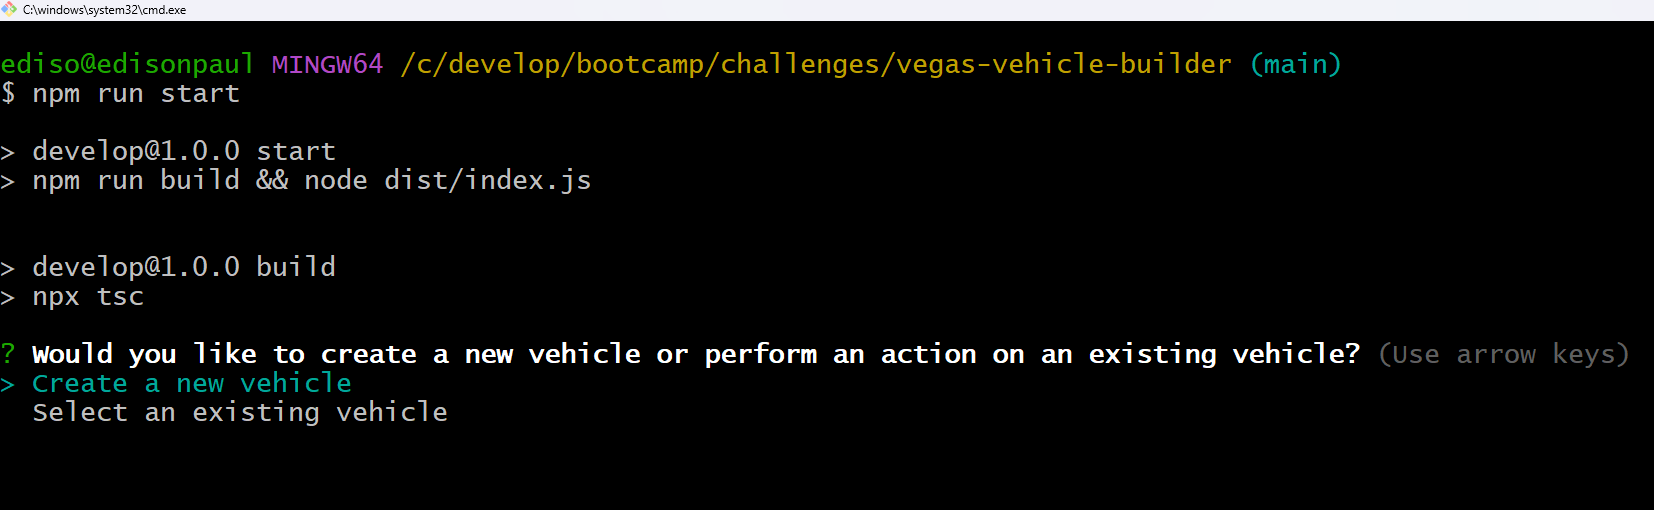 C:\windows\system32\cmd.exe
ediso@edisonpaul MINGW64 /c/develop/bootcamp/challenges/vegas-vehicle-builder (main)
$ npm run start
> develop@1.0.0 start
> npm run build && node dist/index.js
> develop@1.0.0 build
> npx tsc
? Would you like to create a new vehicle or perform an action on an existing vehicle? (Use arrow keys)
> Create a new vehicle
Select an existing vehicle